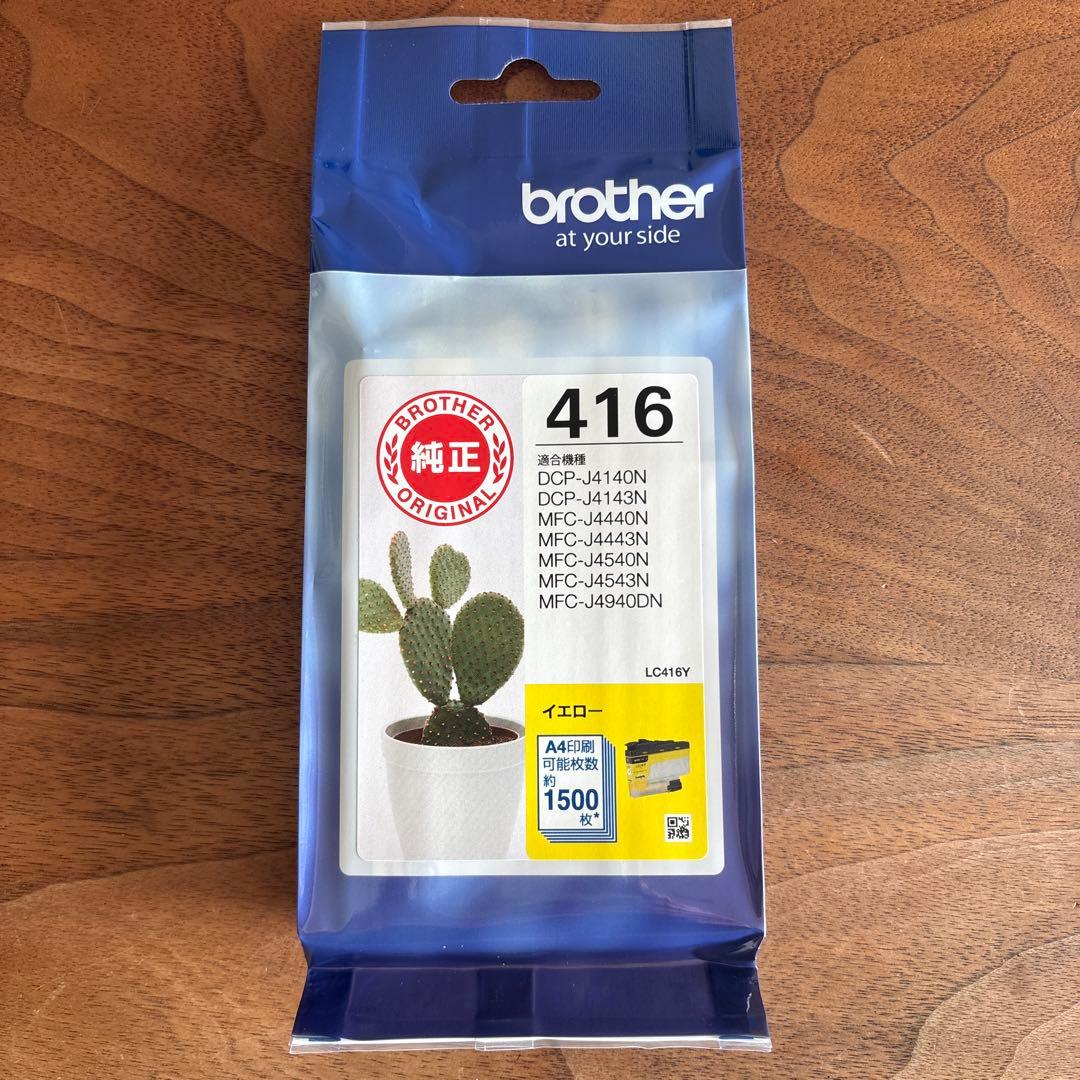 brother
at your side
BROTHER
純正
ORIGINAL
416
適合機種
DCP-J4140N
DCP-J4143N
MFC-J4440N
MFC-J4443N
MFC-J4540N
MFC-J4543N
MFC-J4940DN
LC416Y
イエロー
A4印刷
可能枚数
約
1500
枚*